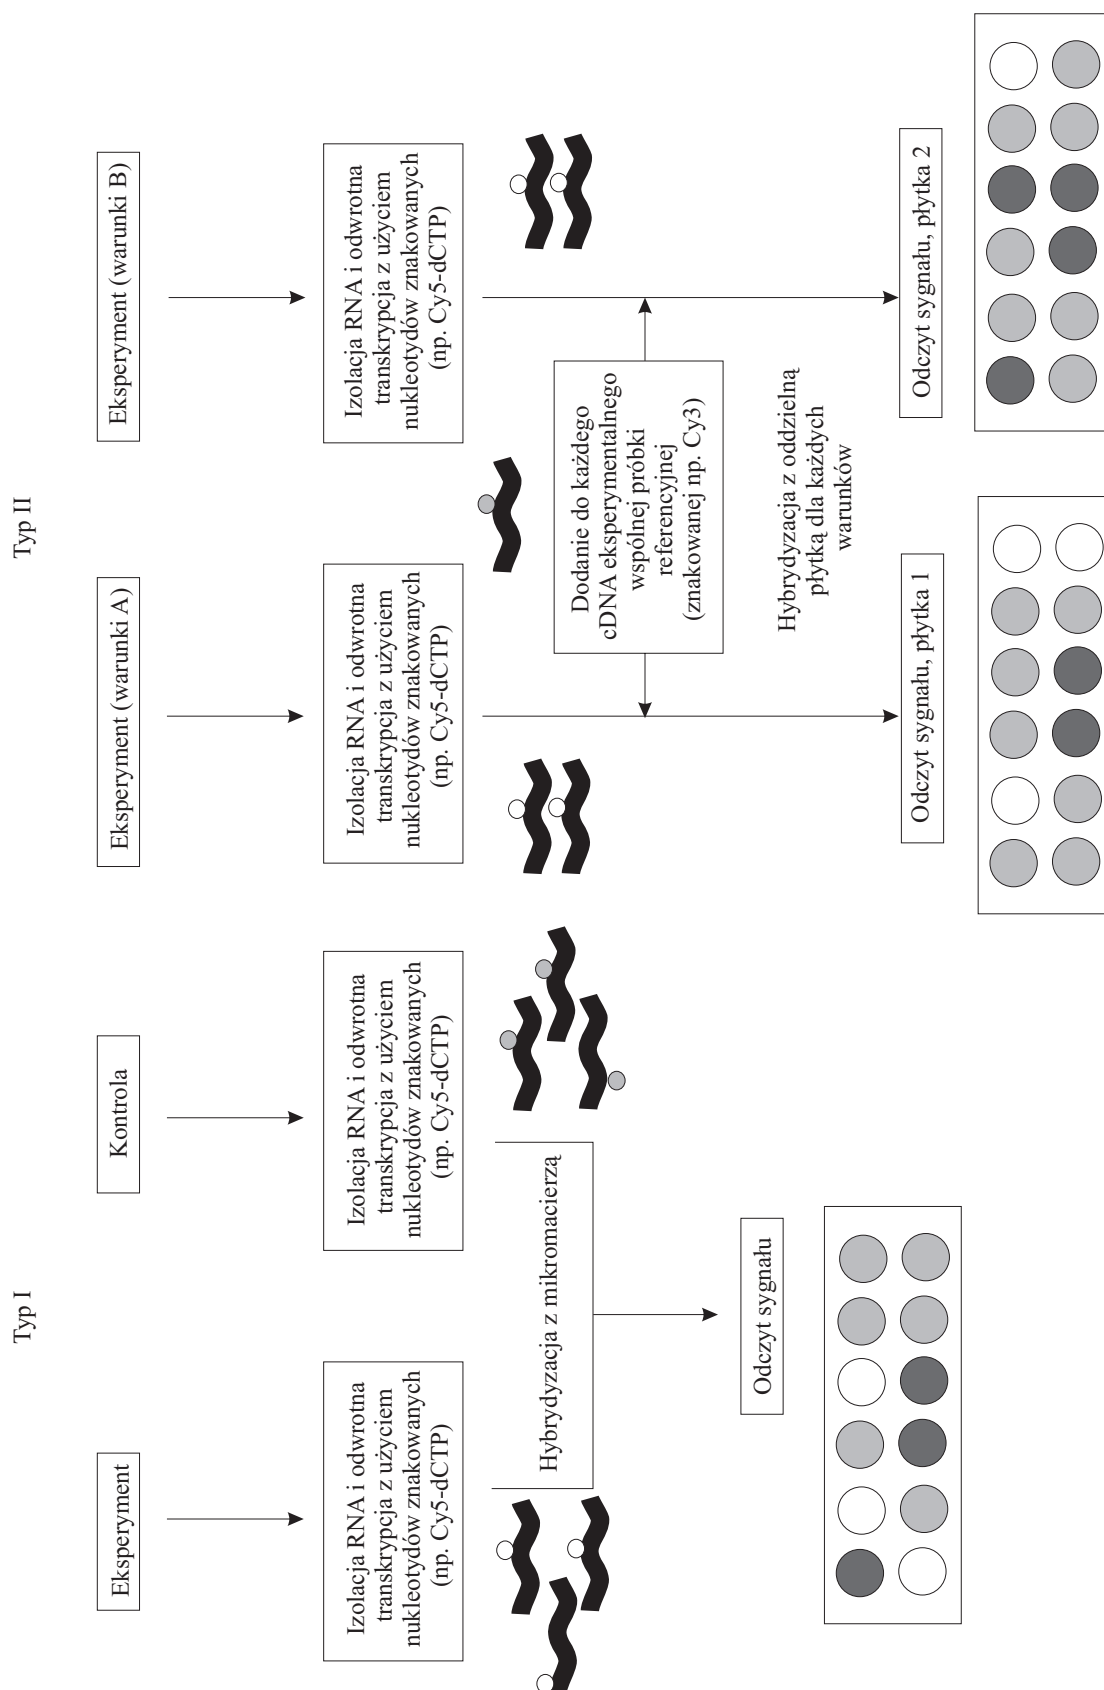 Typ I
Eksperyment
Izolacja RNA i odwrotna
transkrypcja z użyciem
nukleotydów znakowanych
(np. Cy5-dCTP)
Kontrola
Izolacja RNA i odwrotna
transkrypcja z użyciem
nukleotydów znakowanych
(np. Cy5-dCTP)
Hybrydyzacja z mikromacierzą
Odczyt sygnału
Typ II
Eksperyment (warunki A)
Izolacja RNA i odwrotna
transkrypcja z użyciem
nukleotydów znakowanych
(np. Cy5-dCTP)
Eksperyment (warunki B)
Izolacja RNA i odwrotna
transkrypcja z użyciem
nukleotydów znakowanych
(np. Cy5-dCTP)
Dodanie do każdego
cDNA eksperymentalnego
wspólnej próbki
referencyjnej
(znakowanej np. Cy3)
Hybrydyzacja z oddzielną
płytką dla każdych
warunków
Odczyt sygnału, płytka 1
Odczyt sygnału, płytka 2